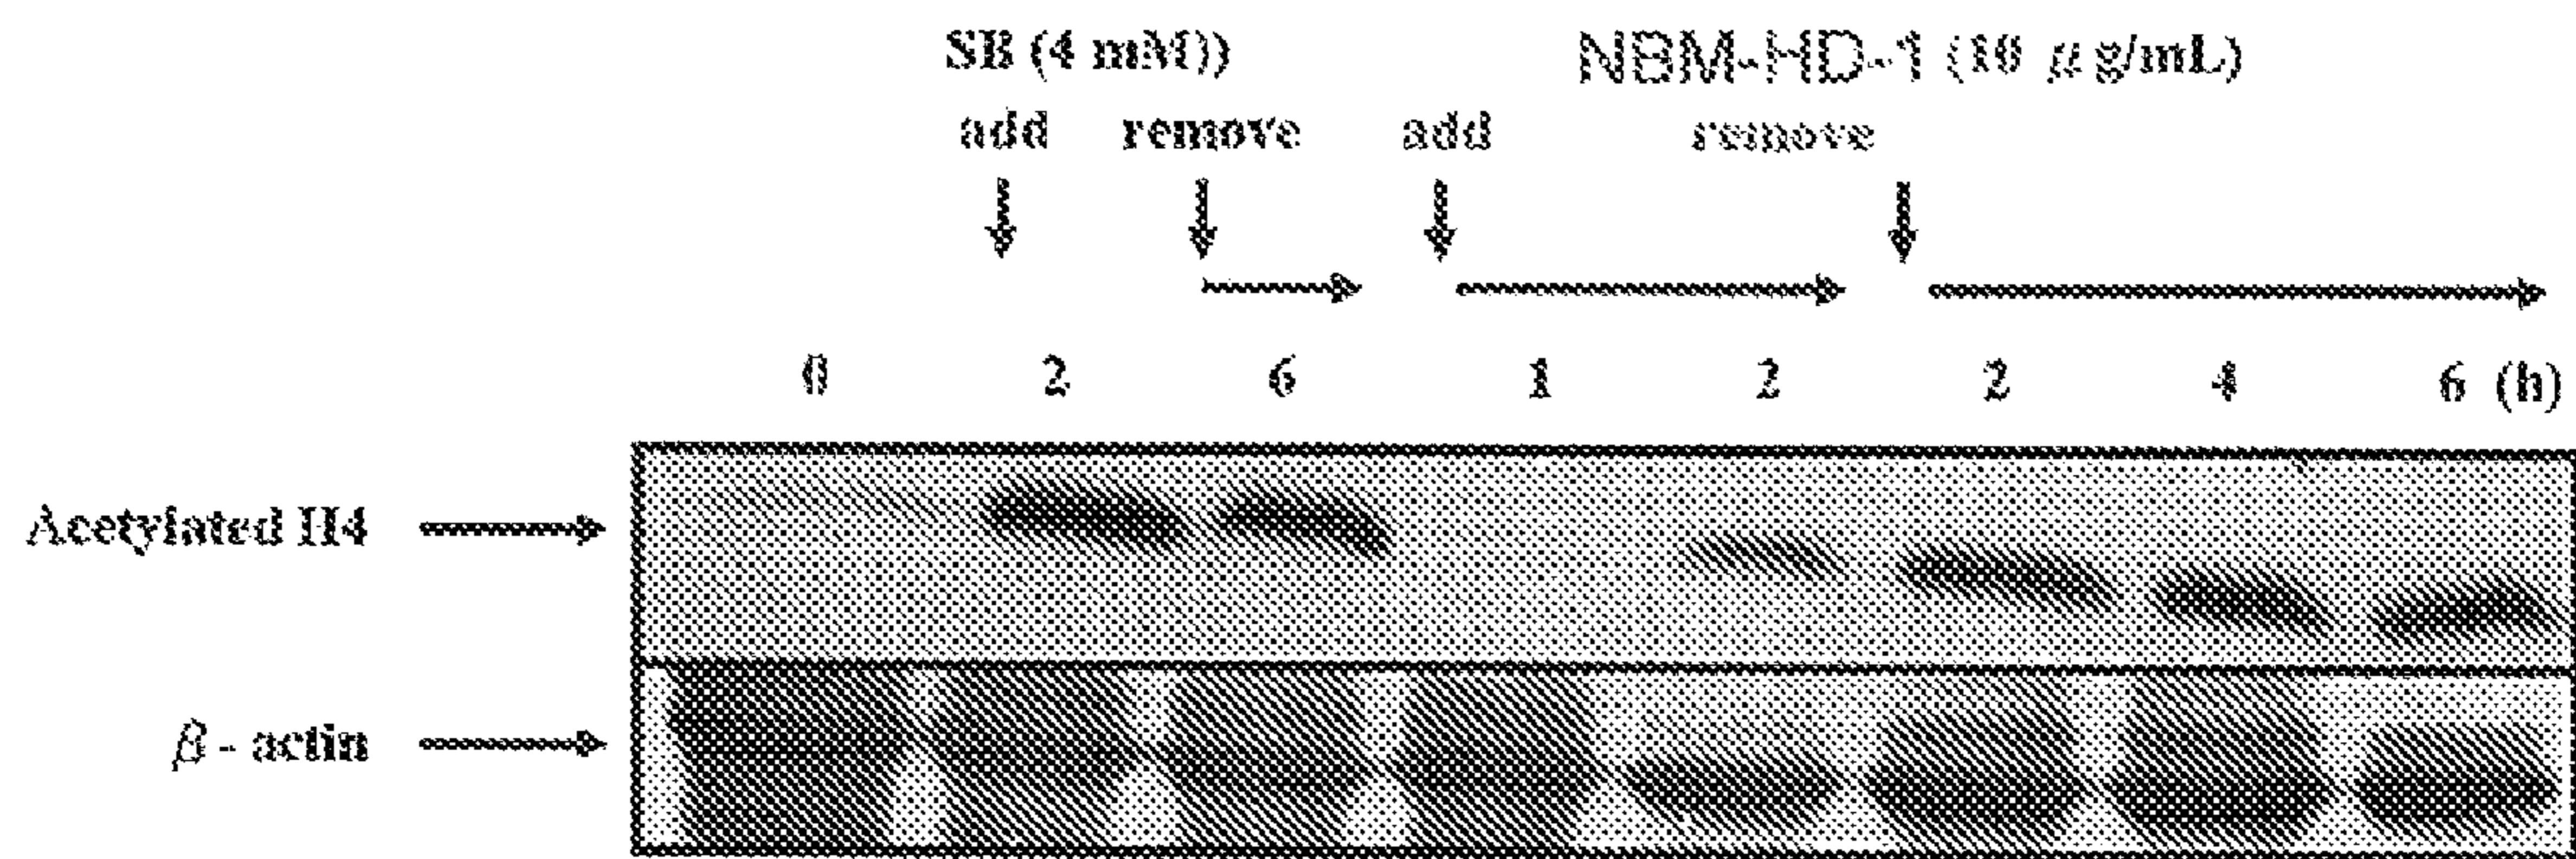 SB (4 mM)) NBM-HD-1 (10 μg/mL)
add remove add remove
0 2 6 1 2 2 4 6 (h)
Acetylated H4
β- actin